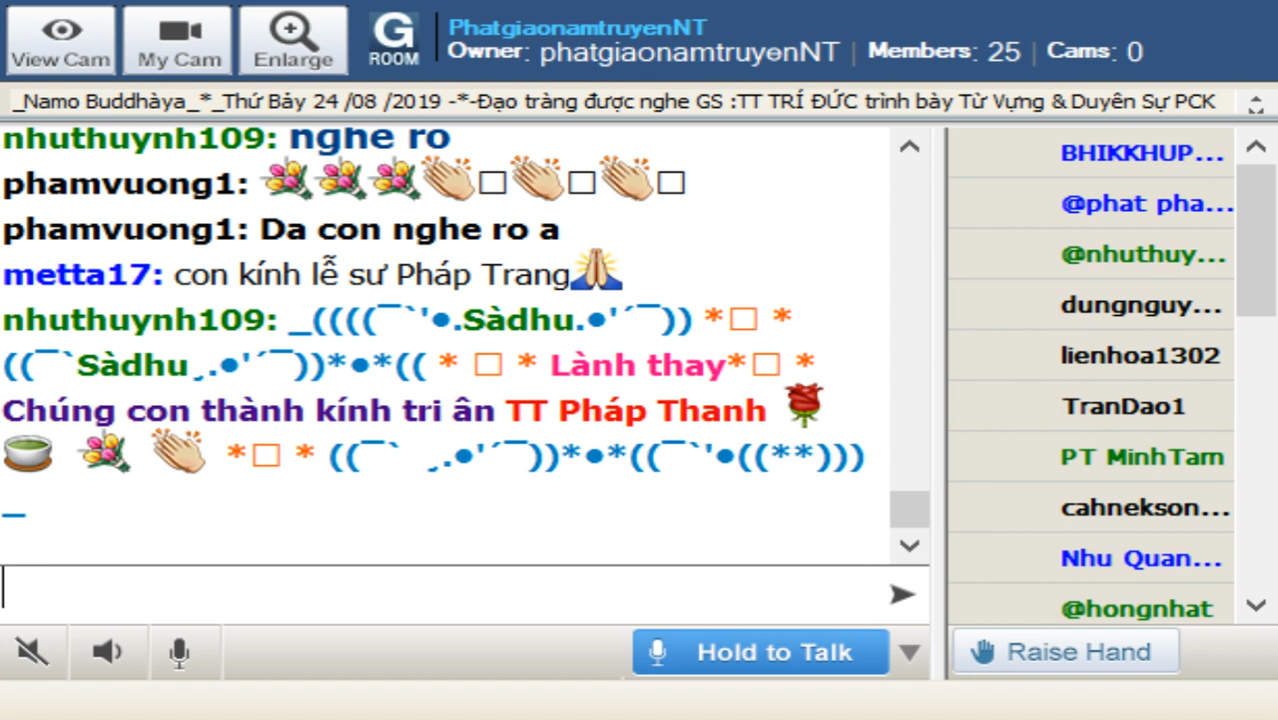 View Cam
My Cam
Enlarge
G ROOM
PhatgiaonamtruyenNT
Owner: phatgiaonamtruyenNT | Members: 25 | Cams: 0
_Namo Buddhàya_*_Thứ Bảy 24 /08 /2019 -*-Đạo tràng được nghe GS :TT TRÍ ĐỨC trình bày Từ Vựng & Duyên Sự PCK
nhuthuynh109: nghe ro
phamvuong1: 💐💐💐👏□👏□👏□
phamvuong1: Da con nghe ro a
metta17: con kính lễ sư Pháp Trang🙏
nhuthuynh109: _((((¯`'●.Sàdhu.●'´¯)) *□ *
((¯`Sàdhu¸.●'´¯))*●*(( * □ * Lành thay*□ *
Chúng con thành kính tri ân TT Pháp Thanh 🌹
🍵 💐 👏 *□ * ((¯` ¸.●'´¯))*●*((¯`'●((**)))
_
Hold to Talk
BHIKKHUP...
@phat pha...
@nhuthuy...
dungnguy...
lienhoa1302
TranDao1
PT MinhTam
cahnekson...
Nhu Quan...
@hongnhat
Raise Hand